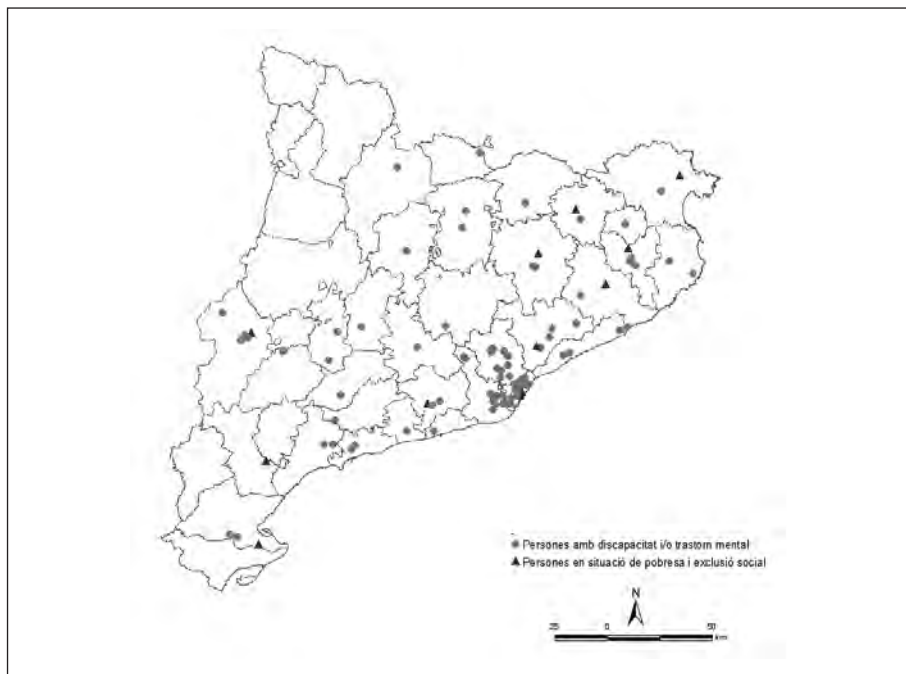 Persones amb discapacitat i/o trastorn mental
Persones en situació de pobresa i exclusió social
N
25 0 50
km